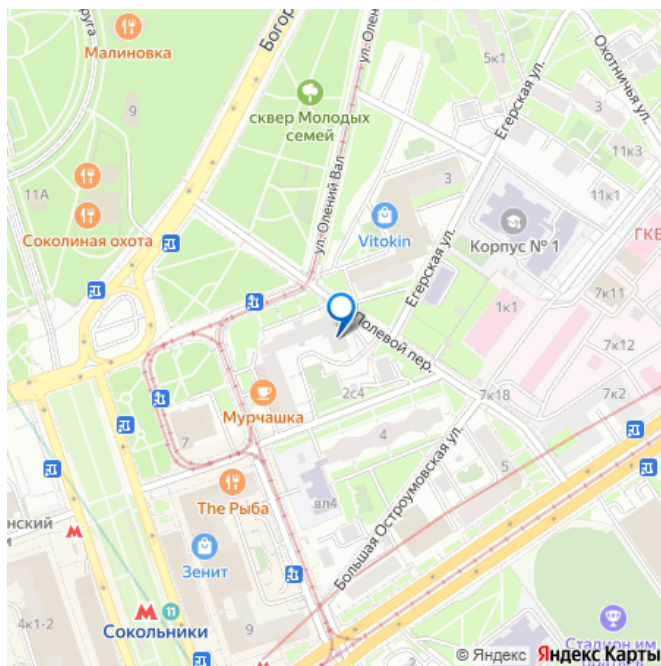 Малиновка
9
Богор
ул. Олен
Охотничья ул.
5к1
3
11к3
сквер Молодых
семей
Егерская ул.
11А
Соколиная охота
ул. Олений Вал
3
Vitokin
Корпус № 1
11к1
ГКБ
Егерская ул.
1к1
7к11
7к12
Полевой пер.
2с4
7к18
7к2
Мурчашка
7
4
The Рыба
вл4
5
Большая Остроумовская ул.
нский
Зенит
4к1-2
Сокольники
11
9
9
Стадион им.
© Яндекс Яндекс Карты